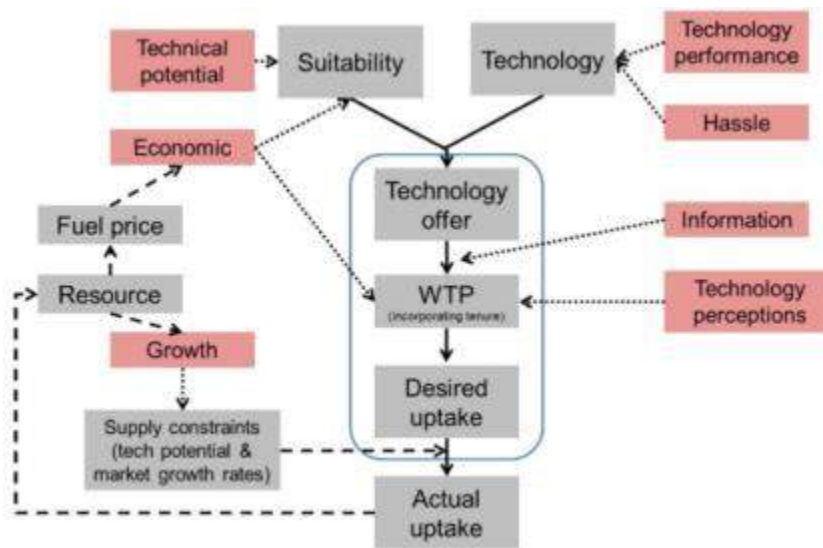 Technical
potential
Suitability
Technology
Technology
performance
Hassle
Economic
Technology
offer
Information
Fuel price
Resource
WTP
(incorporating tenure)
Technology
perceptions
Growth
Desired
uptake
Supply constraints
(tech potential &
market growth rates)
Actual
uptake